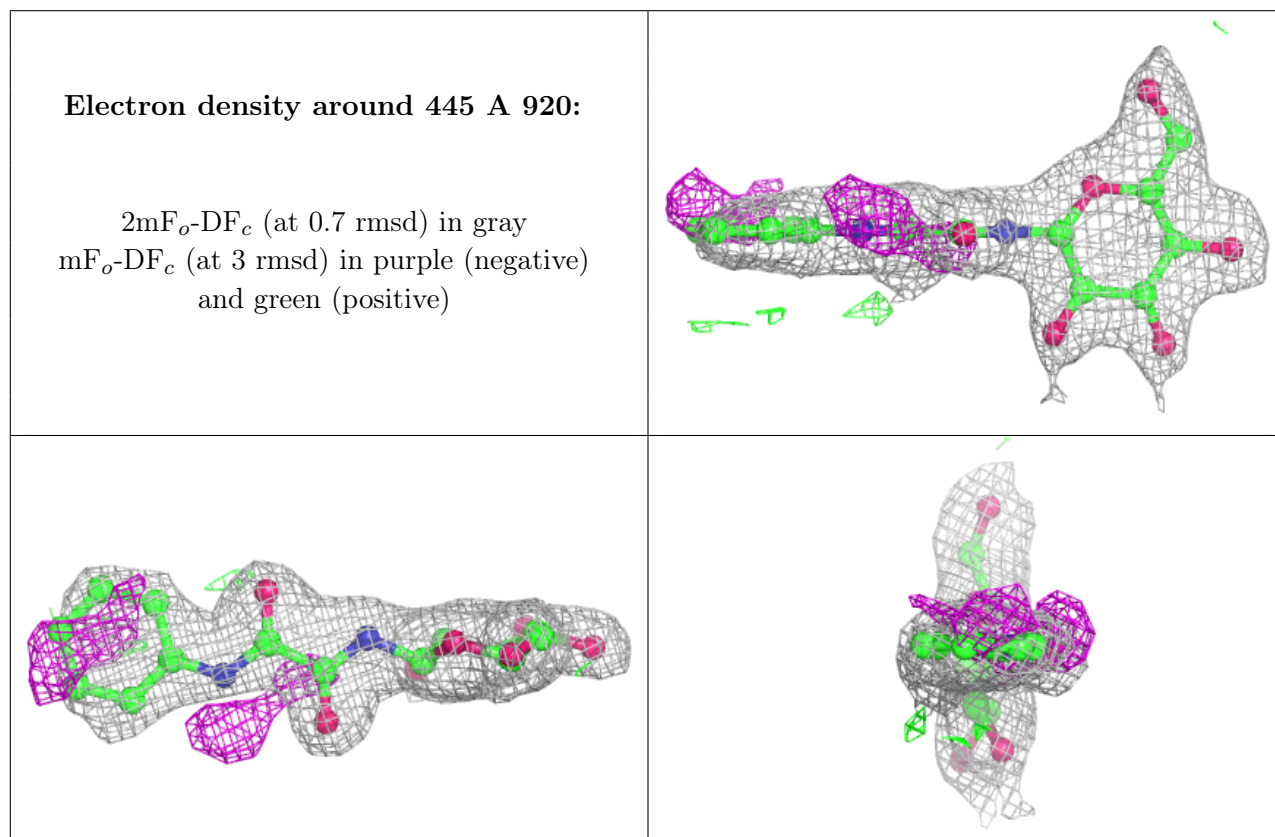 Electron density around 445 A 920:
2mFo-DFc (at 0.7 rmsd) in gray
mFo-DFc (at 3 rmsd) in purple (negative)
and green (positive)